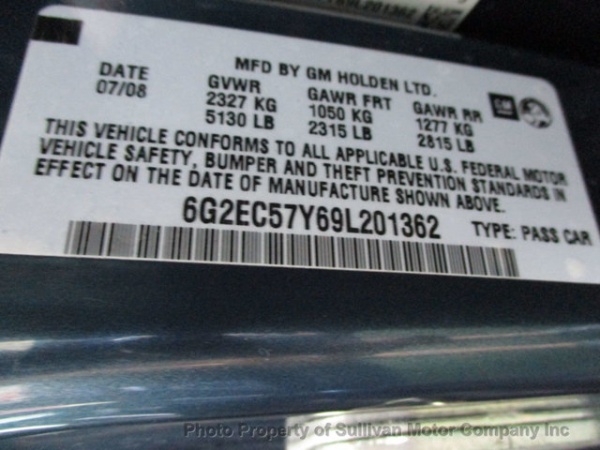 69L201362
MFD BY GM HOLDEN LTD.
DATE
07/08
GVWR
2327 KG
5130 LB
GAWR FRT
1050 KG
2315 LB
GAWR RR
1277 KG
2815 LB
GM
THIS VEHICLE CONFORMS TO ALL APPLICABLE U.S. FEDERAL MOTOR
VEHICLE SAFETY, BUMPER AND THEFT PREVENTION STANDARDS IN
EFFECT ON THE DATE OF MANUFACTURE SHOWN ABOVE.
6G2EC57Y69L201362 TYPE: PASS CAR
Photo Property of Sullivan Motor Company Inc